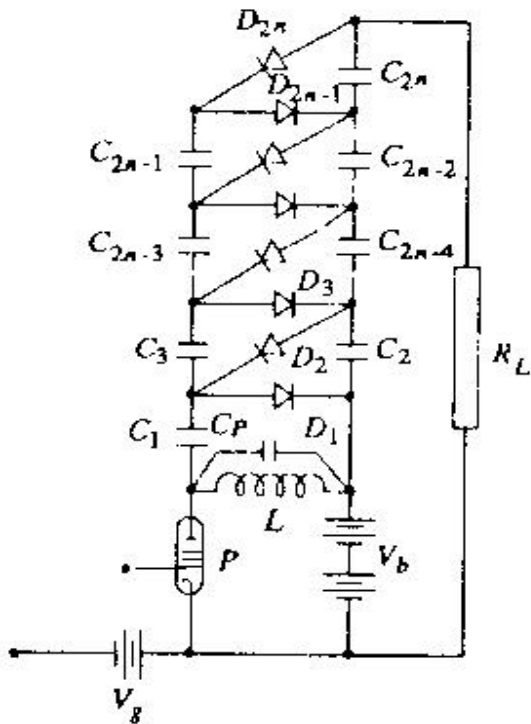 D2n
C2n
D2n-1
C2n-1
C2n-2
C2n-3
C2n-4
D3
C3
D2
C2
RL
C1
CP
D1
L
P
Vb
Vg